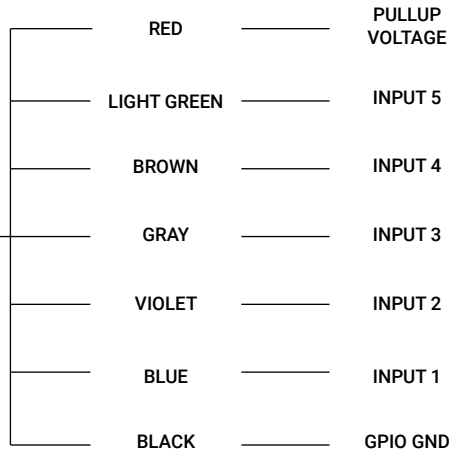 RED PULLUP
VOLTAGE
LIGHT GREEN INPUT 5
BROWN INPUT 4
GRAY INPUT 3
VIOLET INPUT 2
BLUE INPUT 1
BLACK GPIO GND